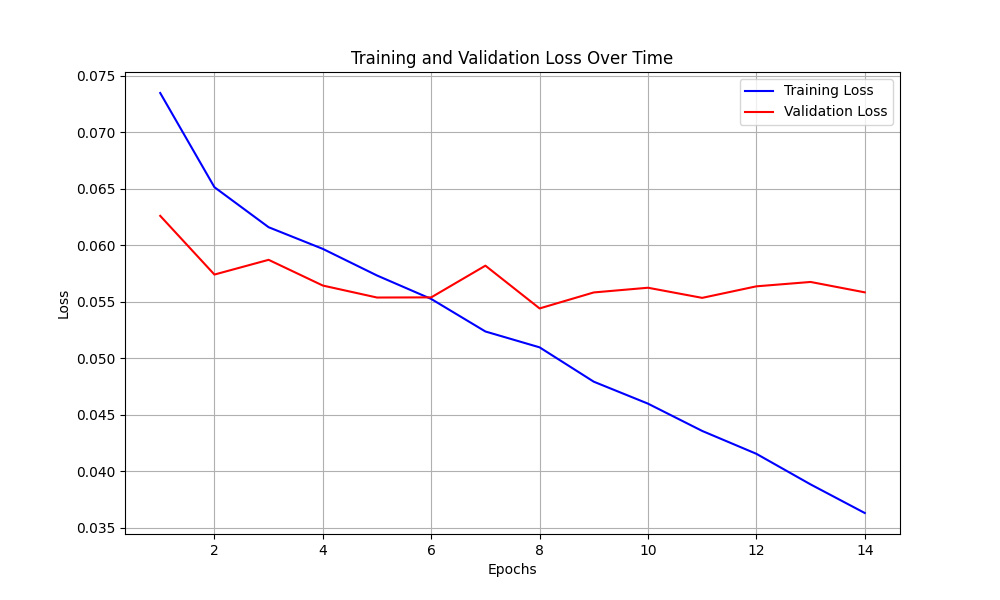 Training and Validation Loss Over Time
Training Loss
Validation Loss
Loss
0.075
0.070
0.065
0.060
0.055
0.050
0.045
0.040
0.035
2 4 6 8 10 12 14
Epochs